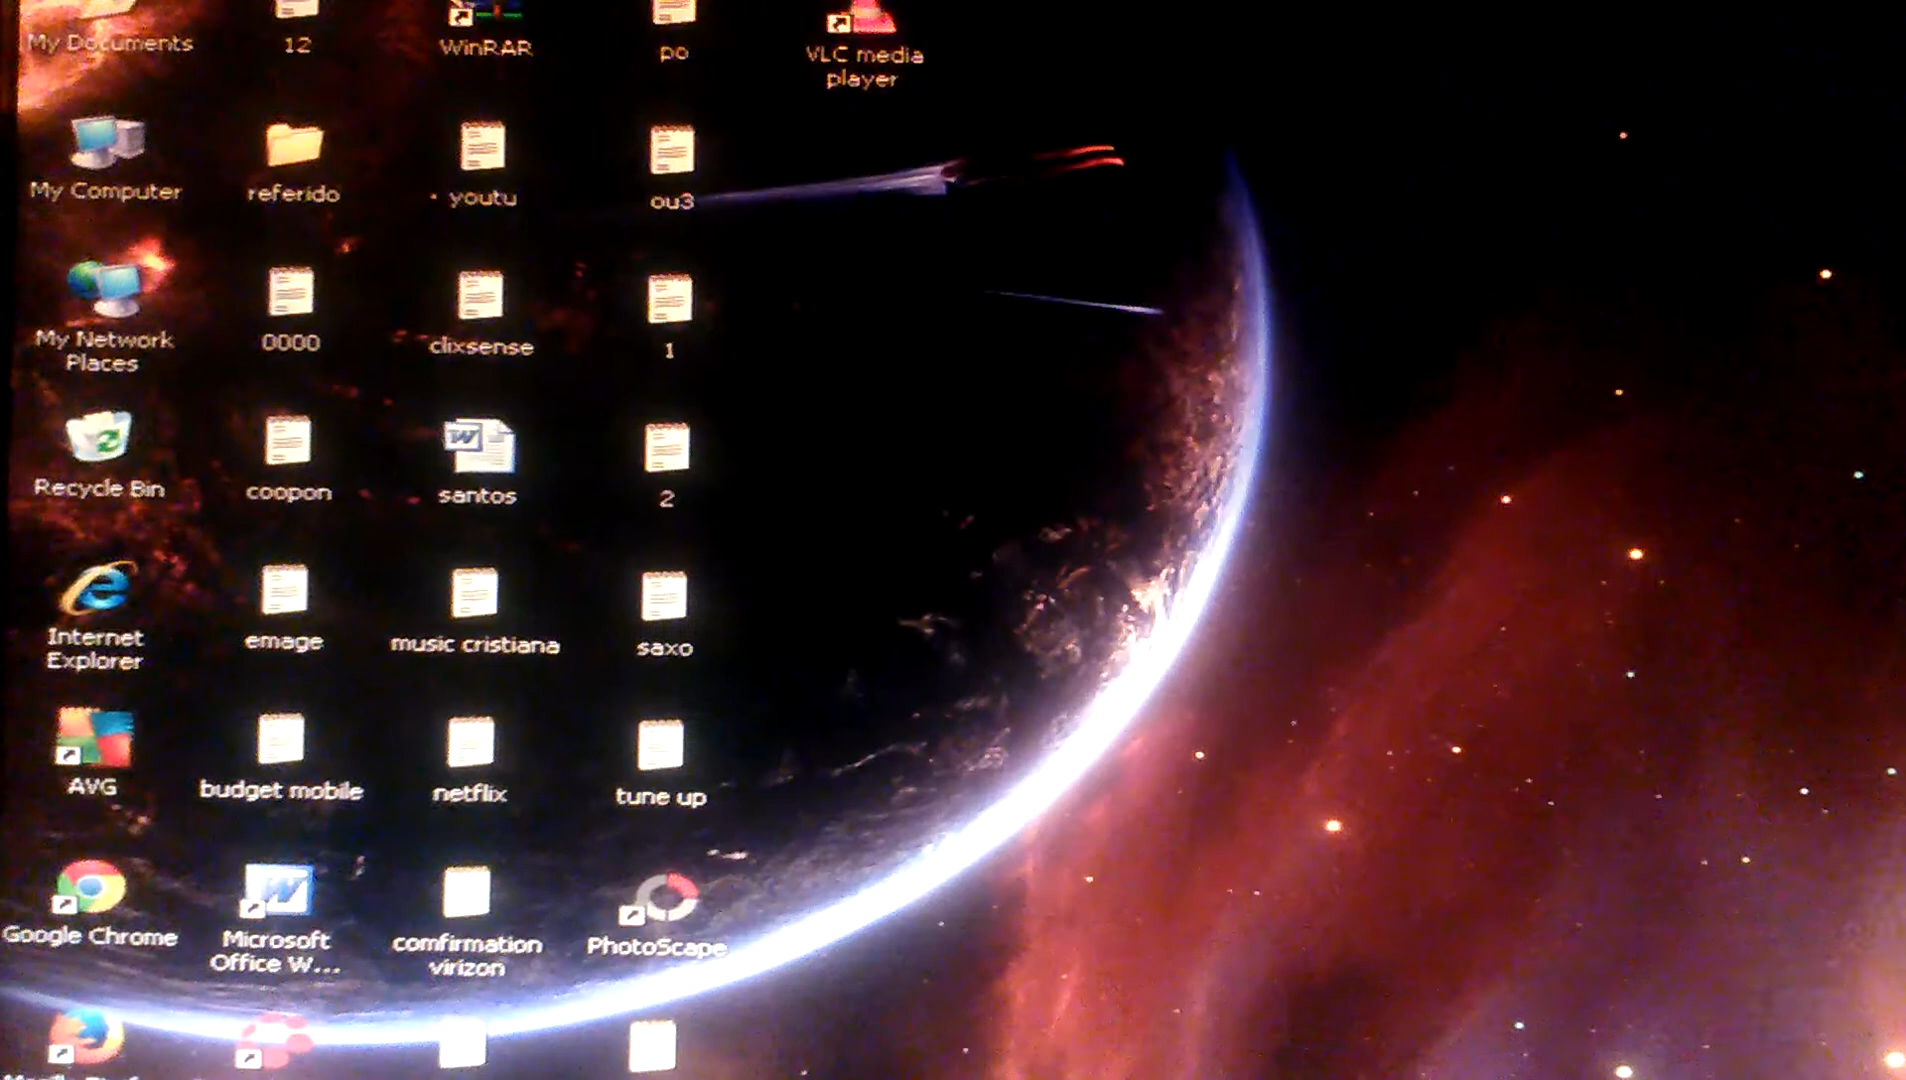 My Documents
12
WinRAR
po
VLC media
player
My Computer
referido
youtu
ou3
My Network
Places
0000
clixsense
1
Recycle Bin
coopon
santos
2
Internet
Explorer
emage
music cristiana
saxo
AVG
budget mobile
netflix
tune up
Google Chrome
Microsoft
Office W...
comfirmation
virizon
PhotoScape